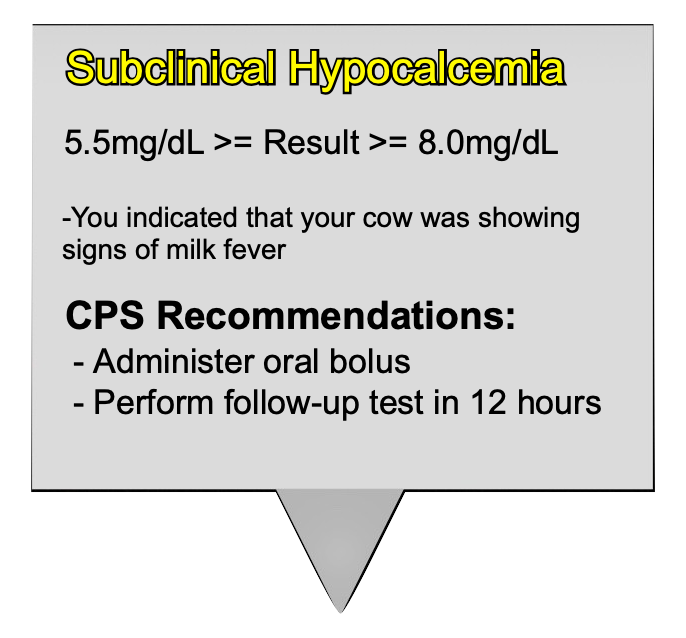 Subclinical Hypocalcemia
5.5mg/dL >= Result >= 8.0mg/dL
-You indicated that your cow was showing
signs of milk fever
CPS Recommendations:
- Administer oral bolus
- Perform follow-up test in 12 hours